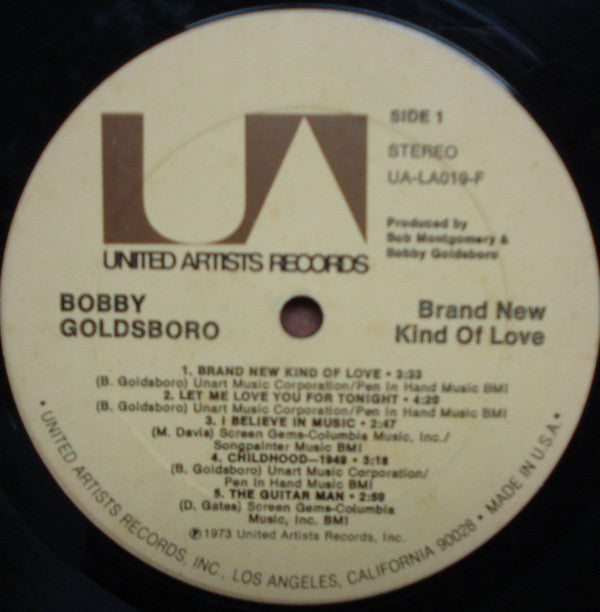 UA
SIDE 1
STEREO
UA-LA019-F
Produced by
Bob Montgomery &
Bobby Goldsboro
UNITED ARTISTS RECORDS
BOBBY
GOLDSBORO
Brand New
Kind Of Love
1. BRAND NEW KIND OF LOVE • 3:33
(B. Goldsboro) Unart Music Corporation/Pen In Hand Music BMI
2. LET ME LOVE YOU FOR TONIGHT • 4:20
(B. Goldsboro) Unart Music Corporation/Pen In Hand Music BMI
3. I BELIEVE IN MUSIC • 2:47
(M. Davis) Screen Gems-Columbia Music, Inc./
Songpainter Music BMI
4. CHILDHOOD—1949 • 3:18
(B. Goldsboro) Unart Music Corporation/
Pen In Hand Music BMI
5. THE GUITAR MAN • 2:59
(D. Gates) Screen Gems-Columbia
Music, Inc. BMI
℗1973 United Artists Records, Inc.
• UNITED ARTISTS RECORDS, INC., LOS ANGELES, CALIFORNIA 90028 • MADE IN U.S.A. •